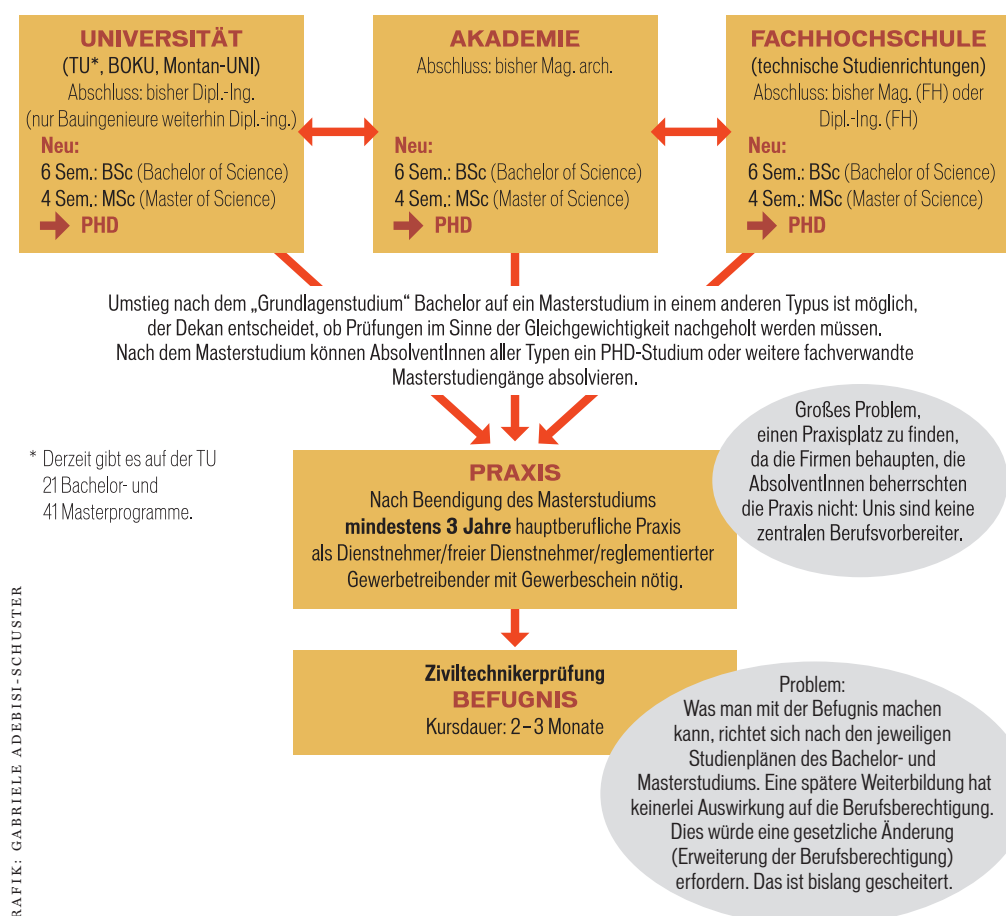 UNIVERSITÄT
(TU*, BOKU, Montan-UNI)
Abschluss: bisher Dipl.-Ing.
(nur Bauingenieure weiterhin Dipl.-ing.)
Neu:
6 Sem.: BSc (Bachelor of Science)
4 Sem.: MSc (Master of Science)
PHD
AKADEMIE
Abschluss: bisher Mag. arch.
Neu:
6 Sem.: BSc (Bachelor of Science)
4 Sem.: MSc (Master of Science)
PHD
FACHHOCHSCHULE
(technische Studienrichtungen)
Abschluss: bisher Mag. (FH) oder
Dipl.-Ing. (FH)
Neu:
6 Sem.: BSc (Bachelor of Science)
4 Sem.: MSc (Master of Science)
PHD
Umstieg nach dem „Grundlagenstudium“ Bachelor auf ein Masterstudium in einem anderen Typus ist möglich,
der Dekan entscheidet, ob Prüfungen im Sinne der Gleichgewichtigkeit nachgeholt werden müssen.
Nach dem Masterstudium können AbsolventInnen aller Typen ein PHD-Studium oder weitere fachverwandte
Masterstudiengänge absolvieren.
* Derzeit gibt es auf der TU
21 Bachelor- und
41 Masterprogramme.
PRAXIS
Nach Beendigung des Masterstudiums
mindestens 3 Jahre hauptberufliche Praxis
als Dienstnehmer/freier Dienstnehmer/reglementierter
Gewerbetreibender mit Gewerbeschein nötig.
Großes Problem,
einen Praxisplatz zu finden,
da die Firmen behaupten, die
AbsolventInnen beherrschten
die Praxis nicht: Unis sind keine
zentralen Berufsvorbereiter.
Ziviltechnikerprüfung
BEFUGNIS
Kursdauer: 2–3 Monate
Problem:
Was man mit der Befugnis machen
kann, richtet sich nach den jeweiligen
Studienplänen des Bachelor- und
Masterstudiums. Eine spätere Weiterbildung hat
keinerlei Auswirkung auf die Berufsberechtigung.
Dies würde eine gesetzliche Änderung
(Erweiterung der Berufsberechtigung)
erfordern. Das ist bislang gescheitert.
RAFIK: GABRIELE ADEBISI-SCHUSTER